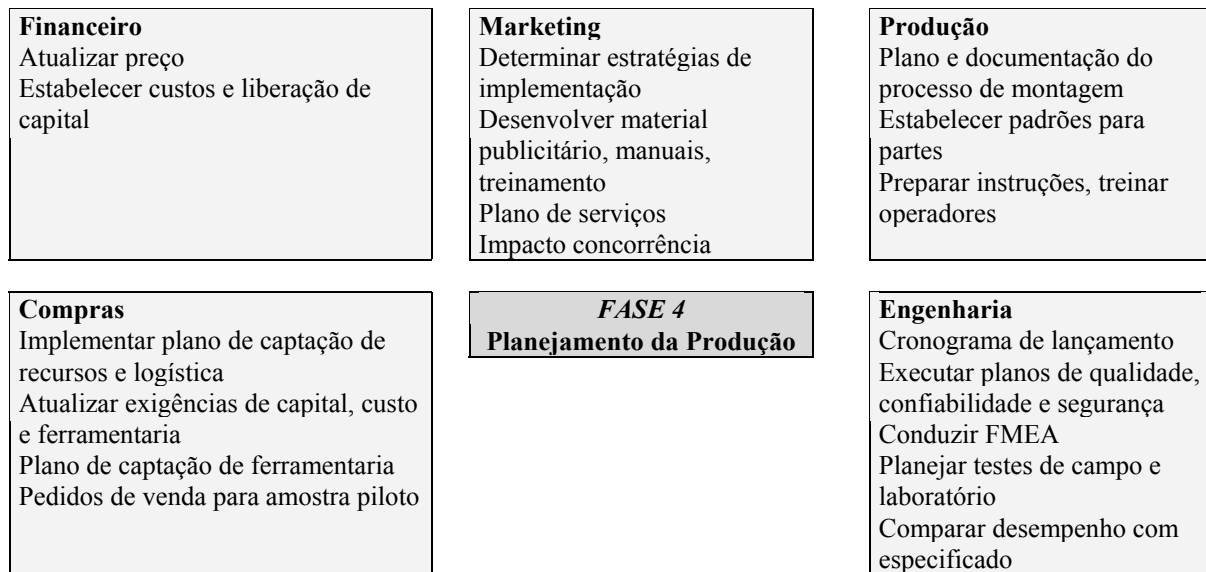 Financeiro
Atualizar preço
Estabelecer custos e liberação de
capital
Marketing
Determinar estratégias de
implementação
Desenvolver material
publicitário, manuais,
treinamento
Plano de serviços
Impacto concorrência
Produção
Plano e documentação do
processo de montagem
Estabelecer padrões para
partes
Preparar instruções, treinar
operadores
Compras
Implementar plano de captação de
recursos e logística
Atualizar exigências de capital, custo
e ferramentaria
Plano de captação de ferramentaria
Pedidos de venda para amostra piloto
FASE 4
Planejamento da Produção
Engenharia
Cronograma de lançamento
Executar planos de qualidade,
confiabilidade e segurança
Conduzir FMEA
Planejar testes de campo e
laboratório
Comparar desempenho com
especificado